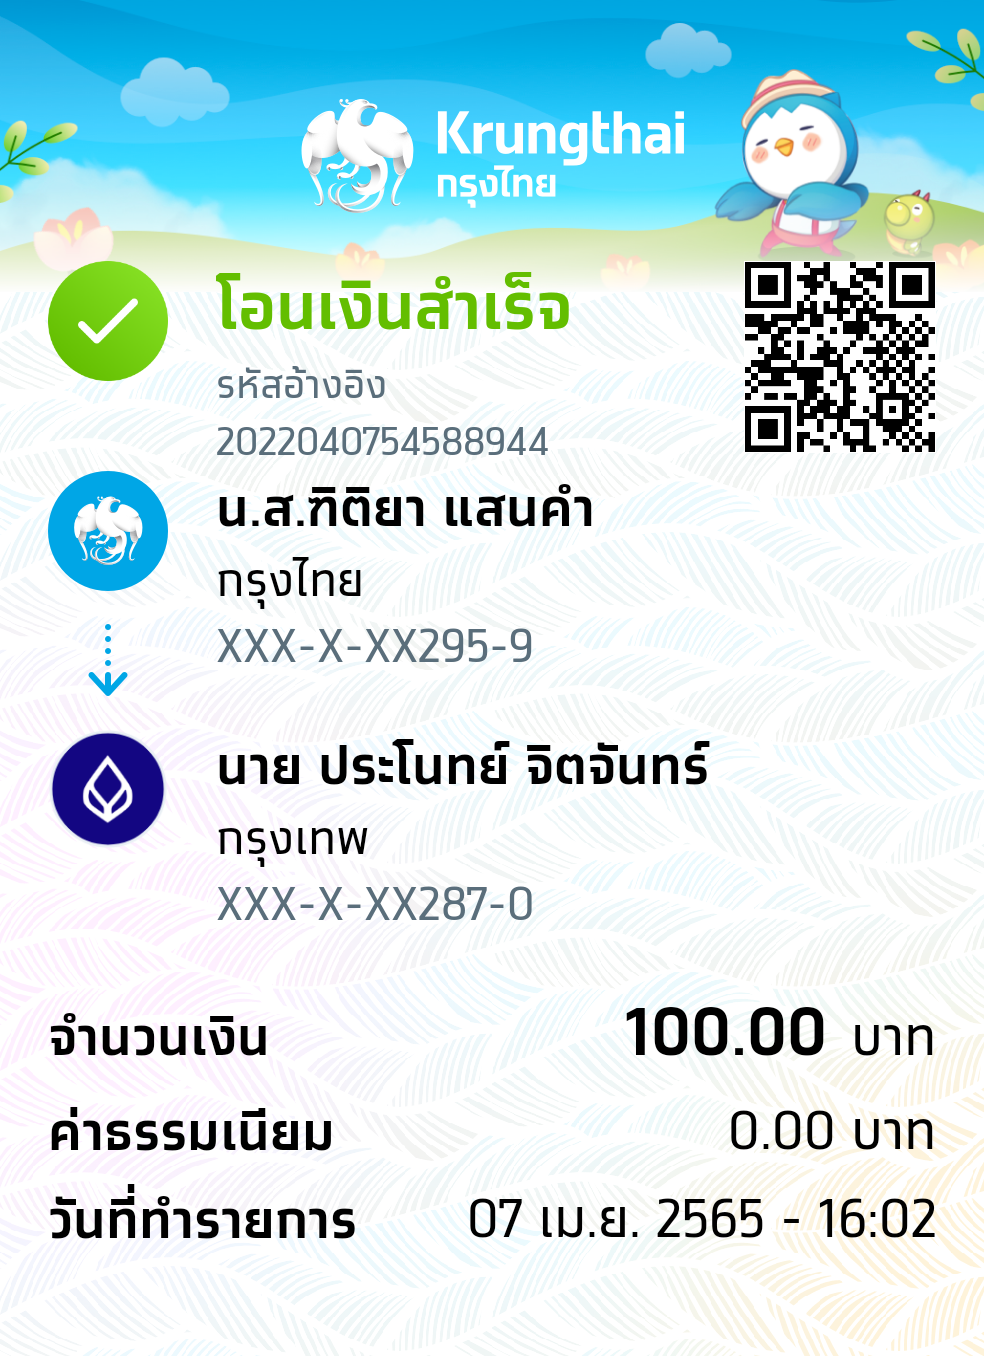 Krungthai
กรุงไทย
โอนเงินสำเร็จ
รหัสอ้างอิง
2022040754588944
น.ส.ฑิติยา แสนคำ
กรุงไทย
XXX-X-XX295-9
นาย ประโนทย์ จิตจันทร์
กรุงเทพ
XXX-X-XX287-0
จำนวนเงิน 100.00 บาท
ค่าธรรมเนียม 0.00 บาท
วันที่ทำรายการ 07 เม.ย. 2565 - 16:02